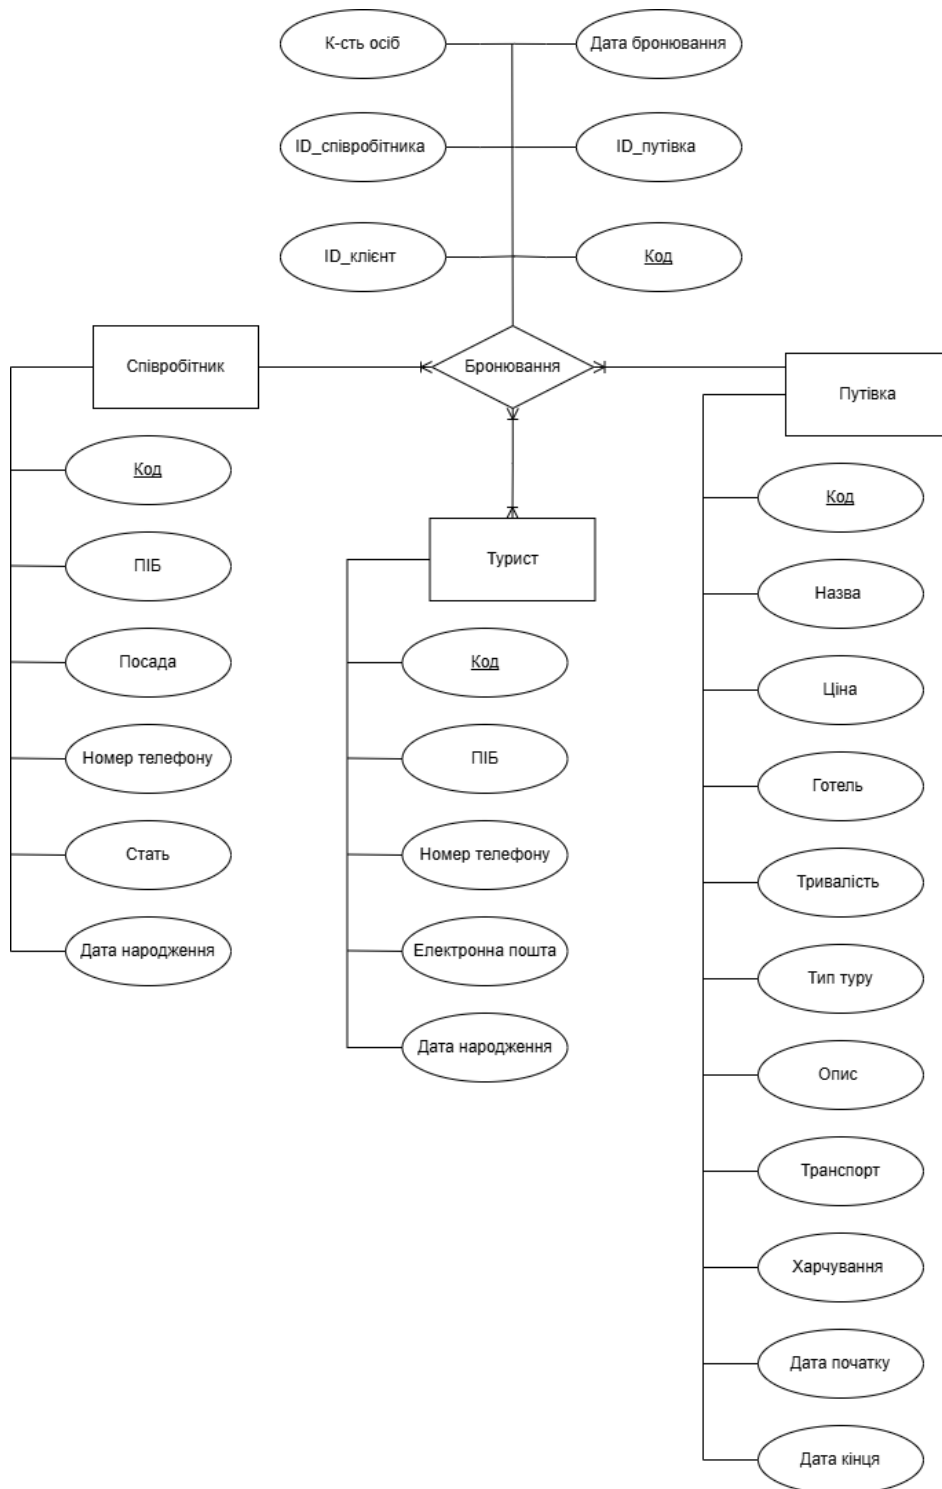 К-сть осіб
Дата бронювання
ID_співробітника
ID_путівка
ID_клієнт
Код
Співробітник
Бронювання
Путівка
Код
ПІБ
Посада
Номер телефону
Стать
Дата народження
Турист
Код
ПІБ
Номер телефону
Електронна пошта
Дата народження
Код
Назва
Ціна
Готель
Тривалість
Тип туру
Опис
Транспорт
Харчування
Дата початку
Дата кінця